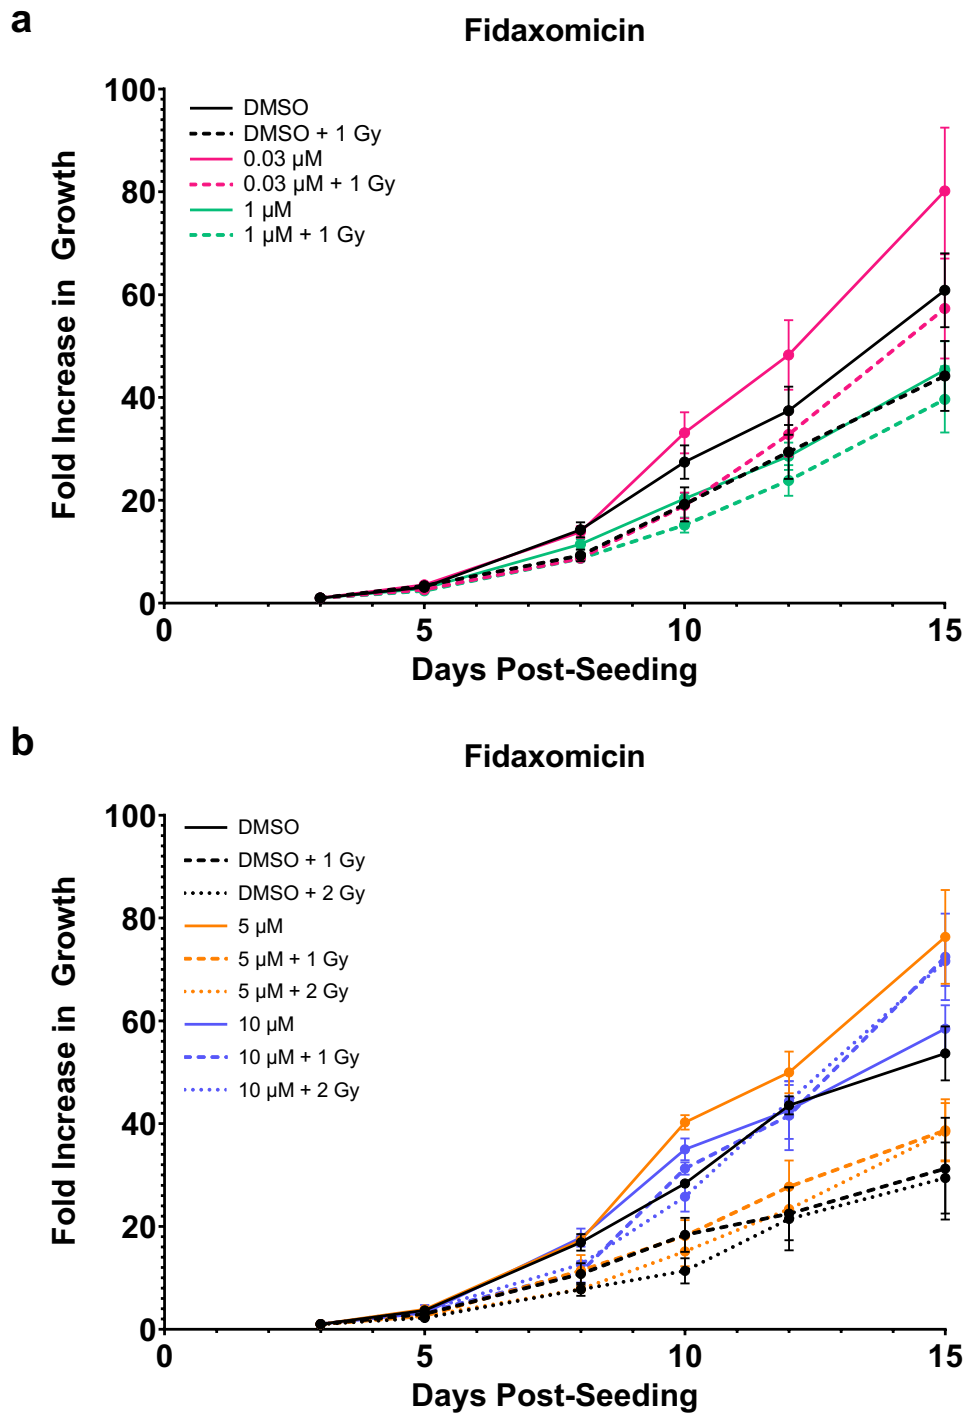 a
Fidaxomicin
100
80
60
40
20
0
Fold Increase in Growth
DMSO
DMSO + 1 Gy
0.03 µM
0.03 µM + 1 Gy
1 µM
1 µM + 1 Gy
0 5 10 15
Days Post-Seeding
b
Fidaxomicin
100
80
60
40
20
0
Fold Increase in Growth
DMSO
DMSO + 1 Gy
DMSO + 2 Gy
5 µM
5 µM + 1 Gy
5 µM + 2 Gy
10 µM
10 µM + 1 Gy
10 µM + 2 Gy
0 5 10 15
Days Post-Seeding